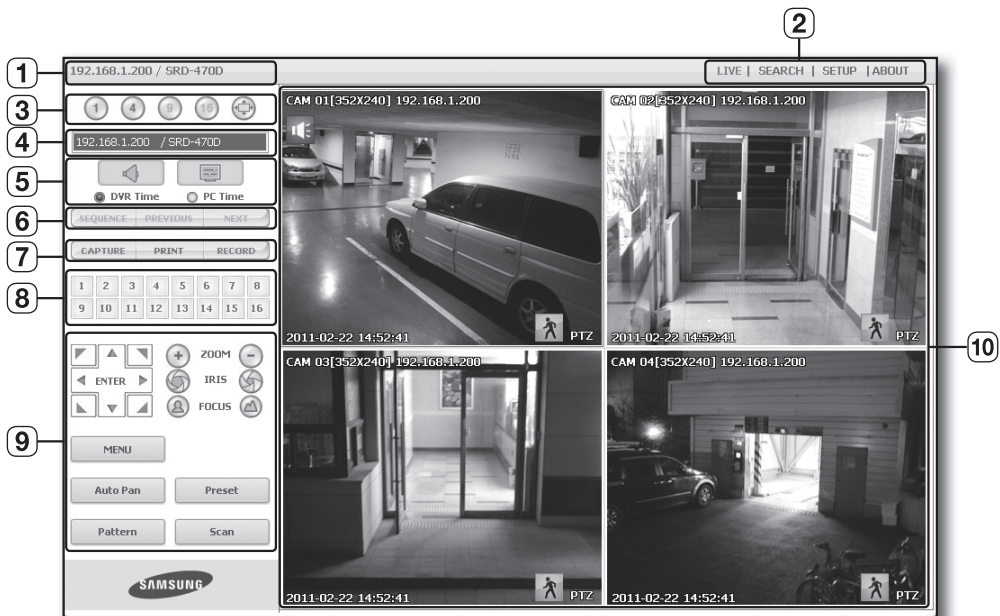 2
1
192.168.1.200 / SRD-470D
LIVE | SEARCH | SETUP | ABOUT
3
1 4 9 16
4
192.168.1.200 / SRD-470D
5
DVR Time PC Time
6
SEQUENCE PREVIOUS NEXT
7
CAPTURE PRINT RECORD
8
1 2 3 4 5 6 7 8
9 10 11 12 13 14 15 16
9
ZOOM
ENTER IRIS
FOCUS
MENU
Auto Pan Preset
Pattern Scan
SAMSUNG
CAM 01[352X240] 192.168.1.200
2011-02-22 14:52:41 PTZ
CAM 02[352X240] 192.168.1.200
2011-02-22 14:52:41 PTZ
CAM 03[352X240] 192.168.1.200
2011-02-22 14:52:41 PTZ
CAM 04[352X240] 192.168.1.200
2011-02-22 14:52:41 PTZ
10